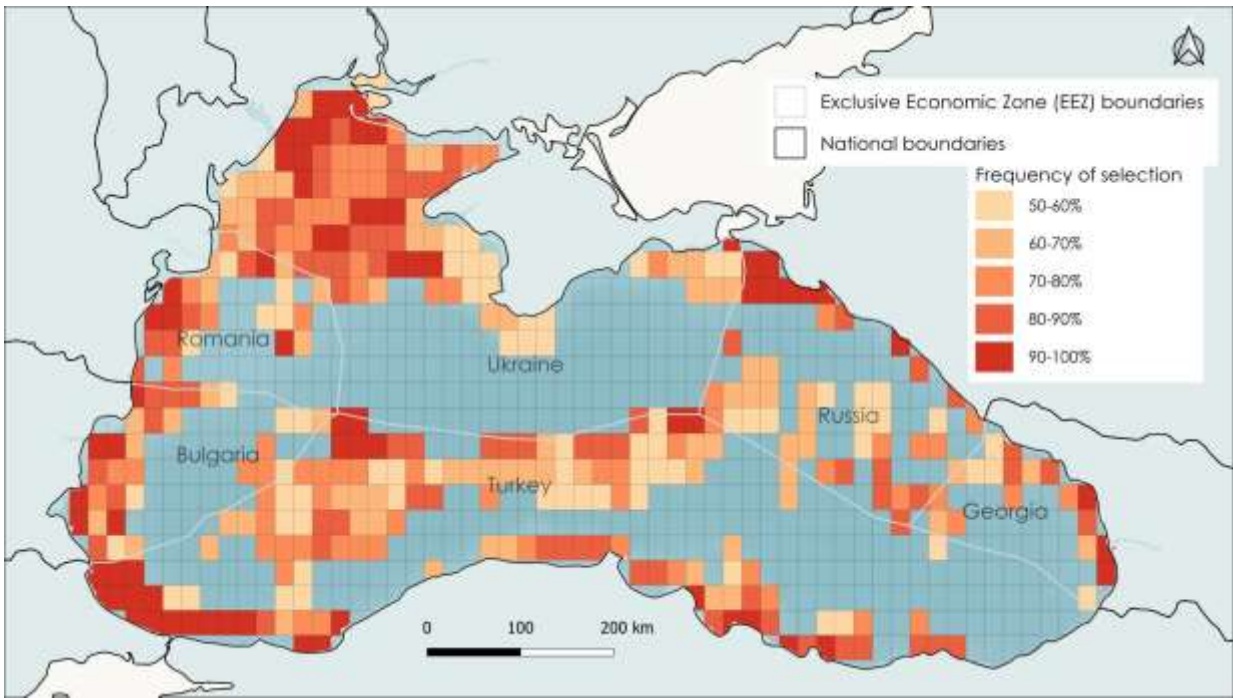 Exclusive Economic Zone (EEZ) boundaries
National boundaries
Frequency of selection
50-60%
60-70%
70-80%
80-90%
90-100%
Romania
Ukraine
Russia
Bulgaria
Turkey
Georgia
0 100 200 km